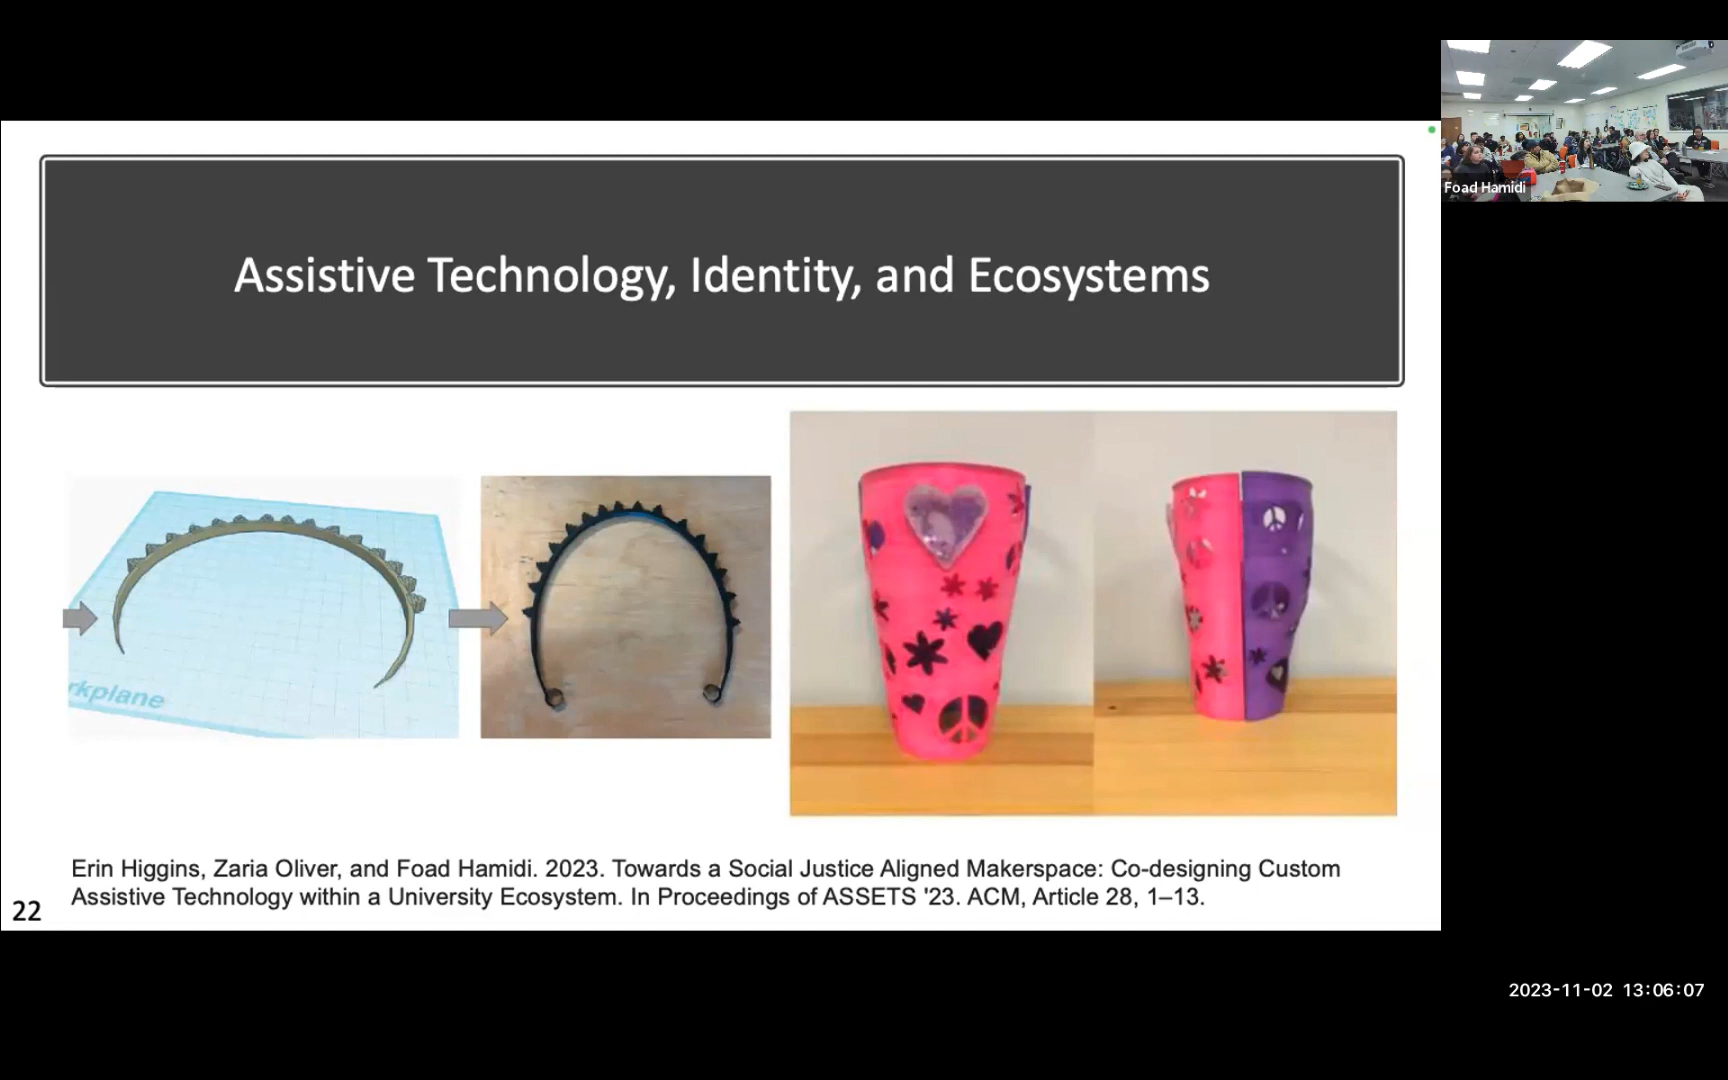 Foad Hamidi
Assistive Technology, Identity, and Ecosystems
rkplane
Erin Higgins, Zaria Oliver, and Foad Hamidi. 2023. Towards a Social Justice Aligned Makerspace: Co-designing Custom
Assistive Technology within a University Ecosystem. In Proceedings of ASSETS '23. ACM, Article 28, 1–13.
22
2023-11-02 13:06:07